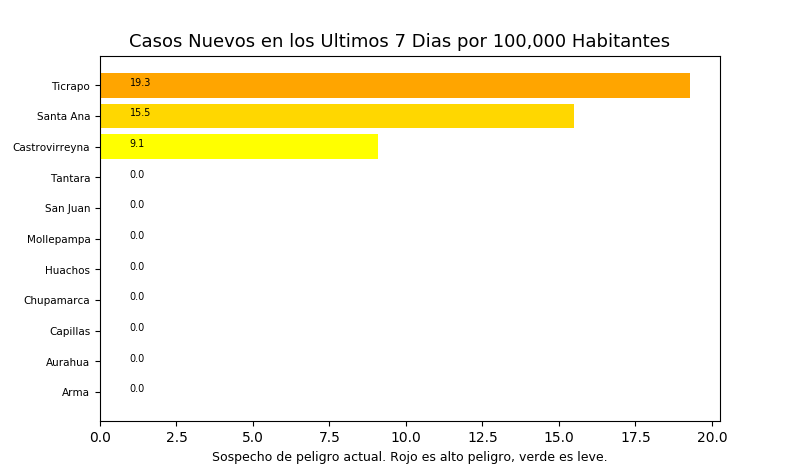 Casos Nuevos en los Ultimos 7 Dias por 100,000 Habitantes
Ticrapo 19.3
Santa Ana 15.5
Castrovirreyna 9.1
Tantara 0.0
San Juan 0.0
Mollepampa 0.0
Huachos 0.0
Chupamarca 0.0
Capillas 0.0
Aurahua 0.0
Arma 0.0
0.0 2.5 5.0 7.5 10.0 12.5 15.0 17.5 20.0
Sospecho de peligro actual. Rojo es alto peligro, verde es leve.